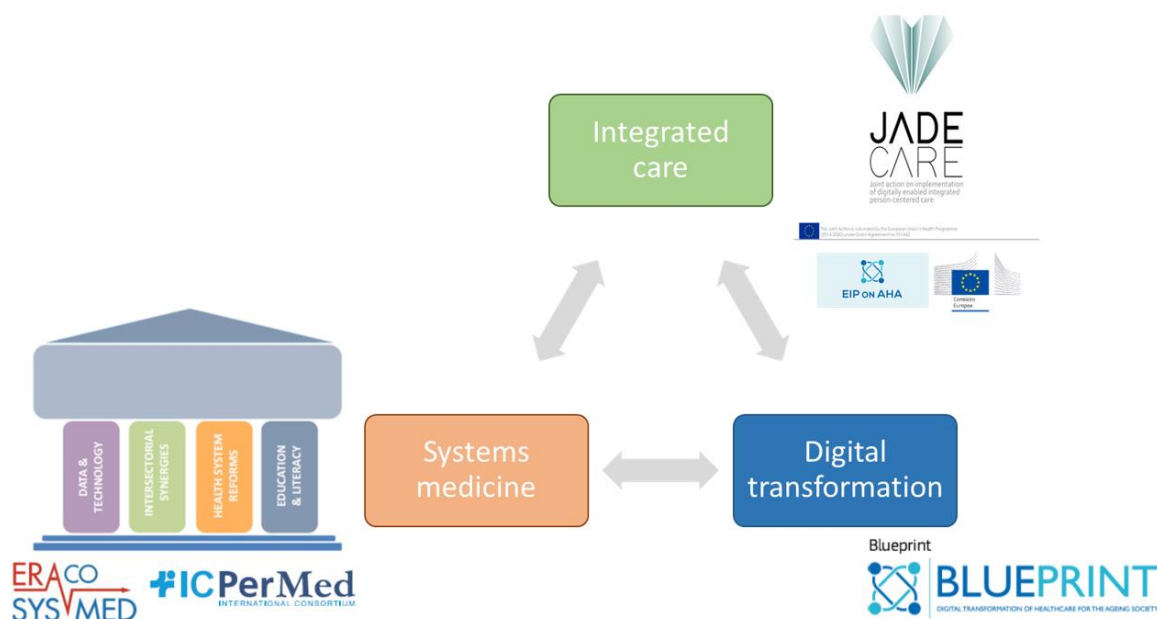 Integrated
care
JADE
CARE
Joint action on implementation
of digitally enabled integrated
person-centered care
EIP ON AHA
Comisión
Europea
DATA &
TECHNOLOGY
INTERSECTORIAL
SYNERGIES
HEALTH SYSTEM
REFORMS
EDUCATION
& LITERACY
Systems
medicine
Digital
transformation
ERACO
SYSMED
ICPerMed
INTERNATIONAL CONSORTIUM
Blueprint
BLUEPRINT
DIGITAL TRANSFORMATION OF HEALTHCARE FOR THE AGEING SOCIETY